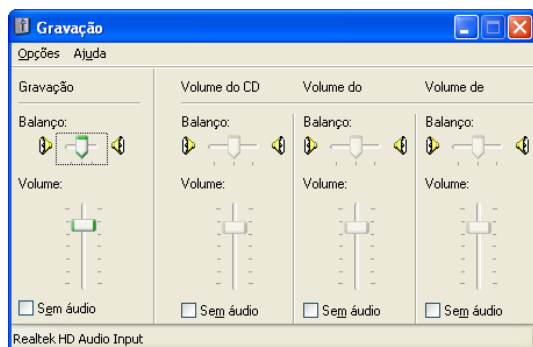 Gravação
Opções Ajuda
Gravação Volume do CD Volume do Volume de
Balanço: Balanço: Balanço: Balanço:
Volume: Volume: Volume: Volume:
Sem áudio Sem áudio Sem áudio Sem áudio
Realtek HD Audio Input